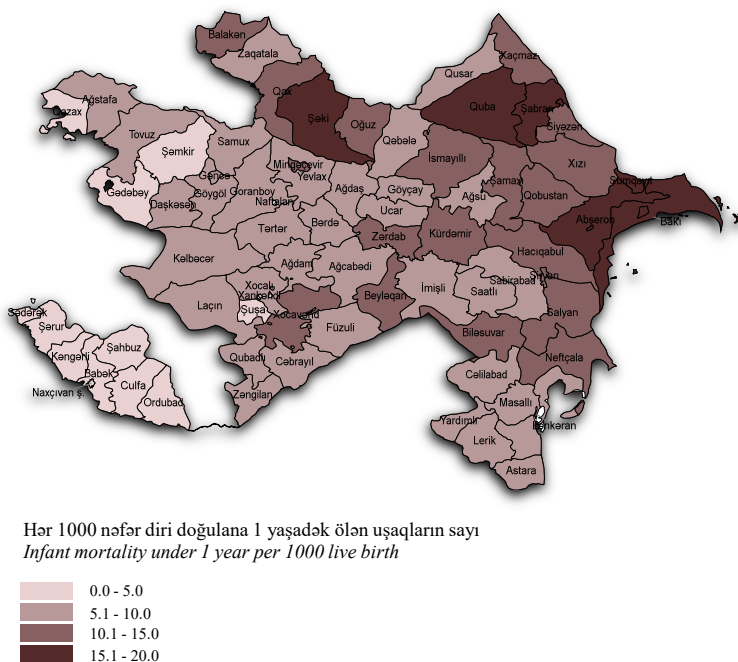 Balakən
Zaqatala
Xaçmaz
Qusar
Qax
Ağstafa
Qazax
Şəki
Oğuz
Quba
Şabran
Siyəzən
Tovuz
Şəmkir
Samux
Qəbələ
İsmayıllı
Xızı
Mingəçevir
Yevlax
Gəncə
Gədəbəy
Daşkəsən
Göygöl
Goranboy
Naftalan
Ağdaş
Göyçay
Ağsu
Şamaxı
Qobustan
Sumqayıt
Abşeron
Bakı
Ucar
Bərdə
Tərtər
Zərdab
Kürdəmir
Hacıqabul
Kəlbəcər
Ağdam
Ağcabədi
Xocalı
Xankəndi
Laçın
Şuşa
Xocavənd
Beyləqan
İmişli
Saatlı
Sabirabad
Şirvan
Salyan
Füzuli
Sədərək
Şərur
Kəngərli
Şahbuz
Babək
Naxçıvan ş.
Culfa
Ordubad
Qubadlı
Cəbrayıl
Zəngilan
Biləsuvar
Neftçala
Cəlilabad
Masallı
Yardımlı
Lerik
Lənkəran
Astara
Hər 1000 nəfər diri doğulana 1 yaşadək ölən uşaqların sayı
Infant mortality under 1 year per 1000 live birth
0.0 - 5.0
5.1 - 10.0
10.1 - 15.0
15.1 - 20.0